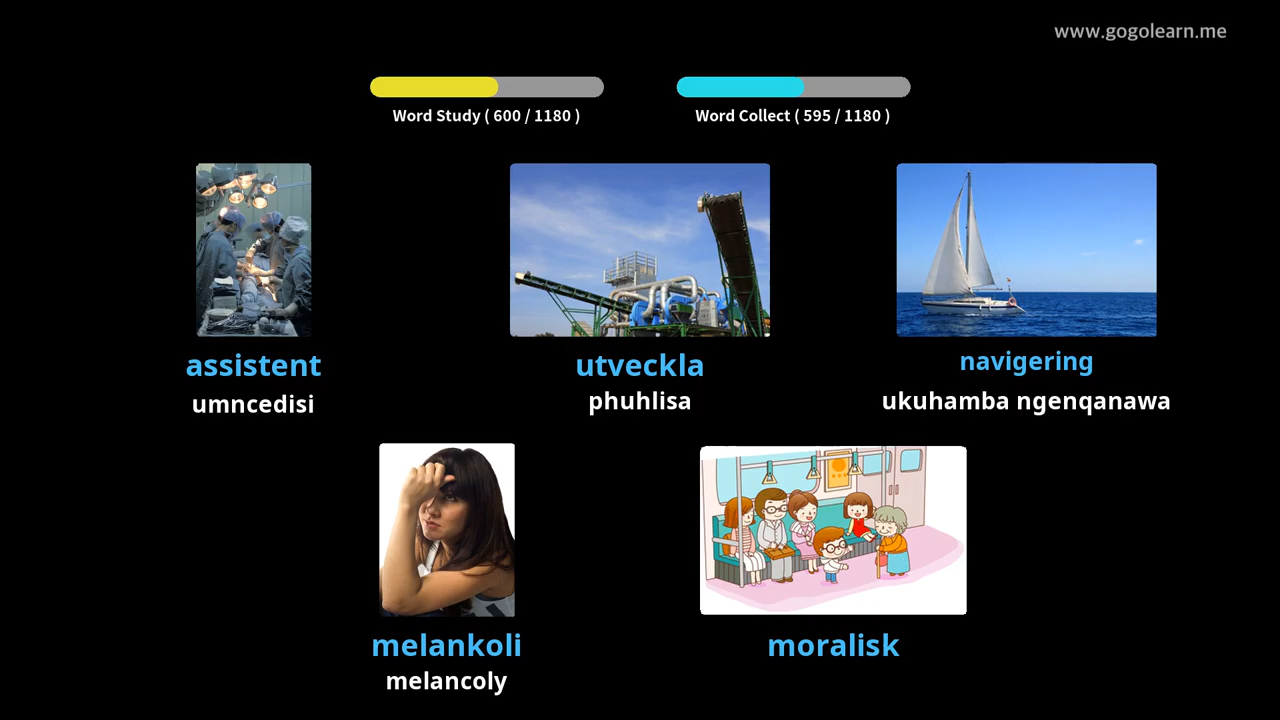 www.gogolearn.me
Word Study ( 600 / 1180 )
Word Collect ( 595 / 1180 )
assistent
umncedisi
utveckla
phuhlisa
navigering
ukuhamba ngenqanawa
melankoli
melancoly
moralisk